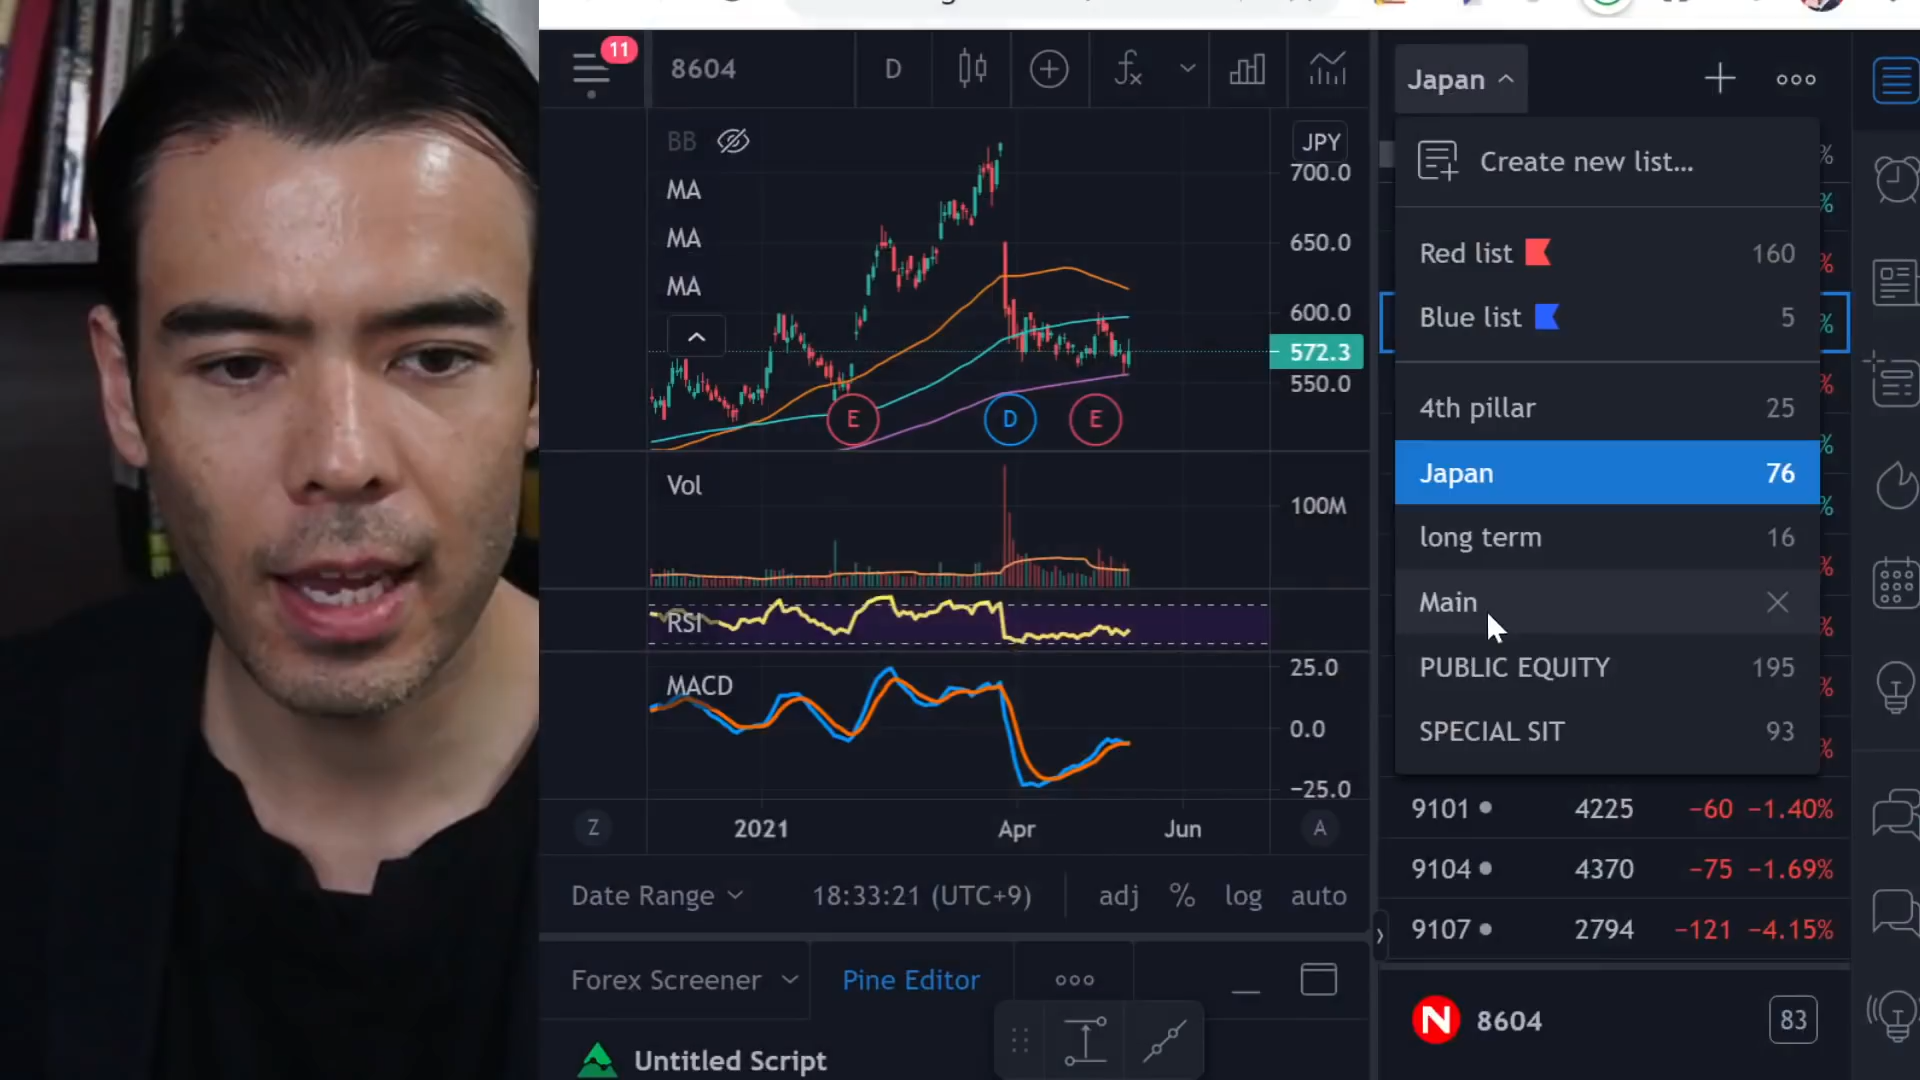 11
8604
D
Japan
BB
JPY
MA
MA
MA
700.0
650.0
600.0
572.3
550.0
E
D
E
Vol
100M
RSI
MACD
25.0
0.0
−25.0
Z
2021
Apr
Jun
A
Date Range
18:33:21 (UTC+9)
adj
%
log
auto
Forex Screener
Pine Editor
Untitled Script
Create new list...
Red list 160
Blue list 5
4th pillar 25
Japan 76
long term 16
Main
PUBLIC EQUITY 195
SPECIAL SIT 93
%
%
%
%
%
%
%
%
%
%
%
9101 4225 −60 −1.40%
9104 4370 −75 −1.69%
9107 2794 −121 −4.15%
N 8604 83